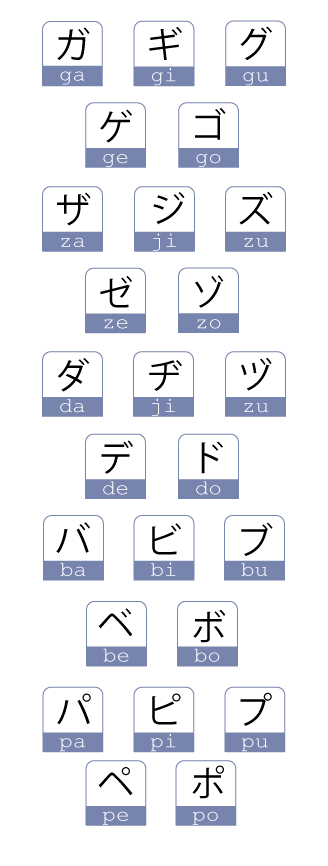 ガ ギ グ
ga gi gu
ゲ ゴ
ge go
ザ ジ ズ
za ji zu
ゼ ゾ
ze zo
ダ ヂ ヅ
da ji zu
デ ド
de do
バ ビ ブ
ba bi bu
ベ ボ
be bo
パ ピ プ
pa pi pu
ペ ポ
pe po